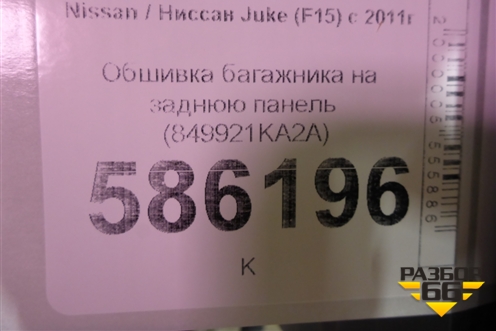 Nissan / Ниссан Juke (F15) с 2011г
Обшивка багажника на
заднюю панель
(849921KA2A)
586196
К
РАЗБОР
66